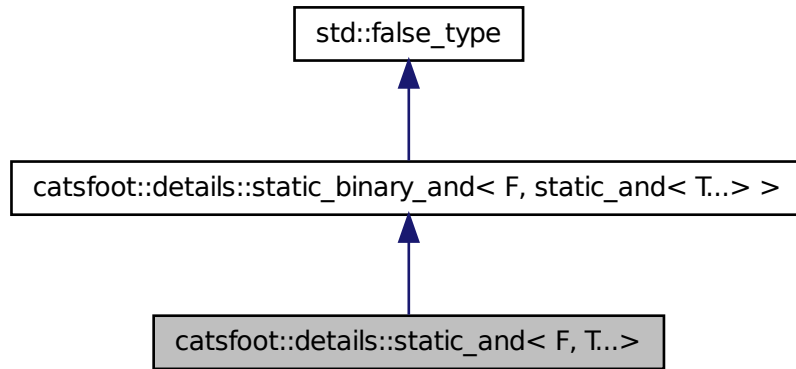 std::false_type
catsfoot::details::static_binary_and< F, static_and< T...> >
catsfoot::details::static_and< F, T...>